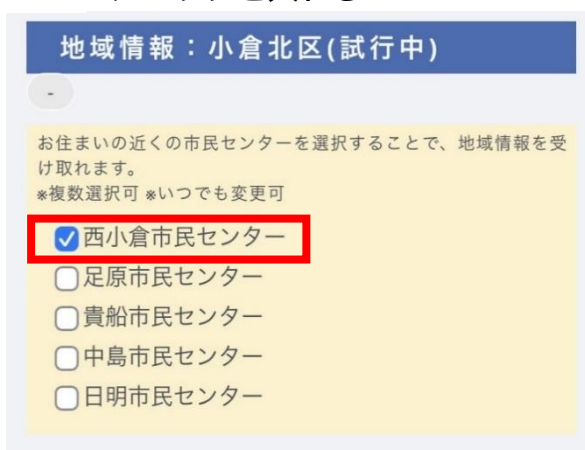 地域情報：小倉北区(試行中)
-
お住まいの近くの市民センターを選択することで、地域情報を受
け取れます。
※複数選択可 ※いつでも変更可
西小倉市民センター
足原市民センター
貴船市民センター
中島市民センター
日明市民センター